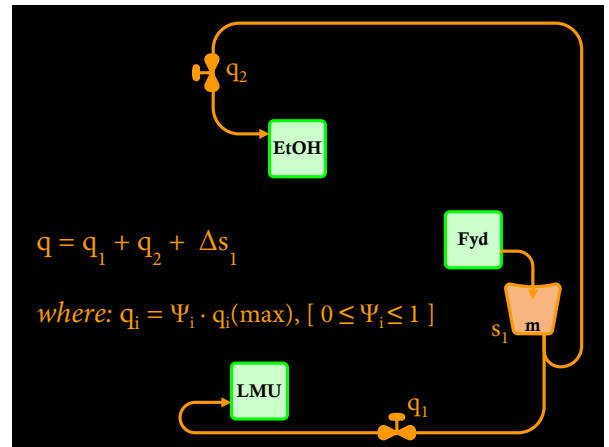 q₂
EtOH
Fyd
q = q₁ + q₂ + Δs₁
where: qᵢ = Ψᵢ · qᵢ(max), [ 0 ≤ Ψᵢ ≤ 1 ]
s₁
m
LMU
q₁